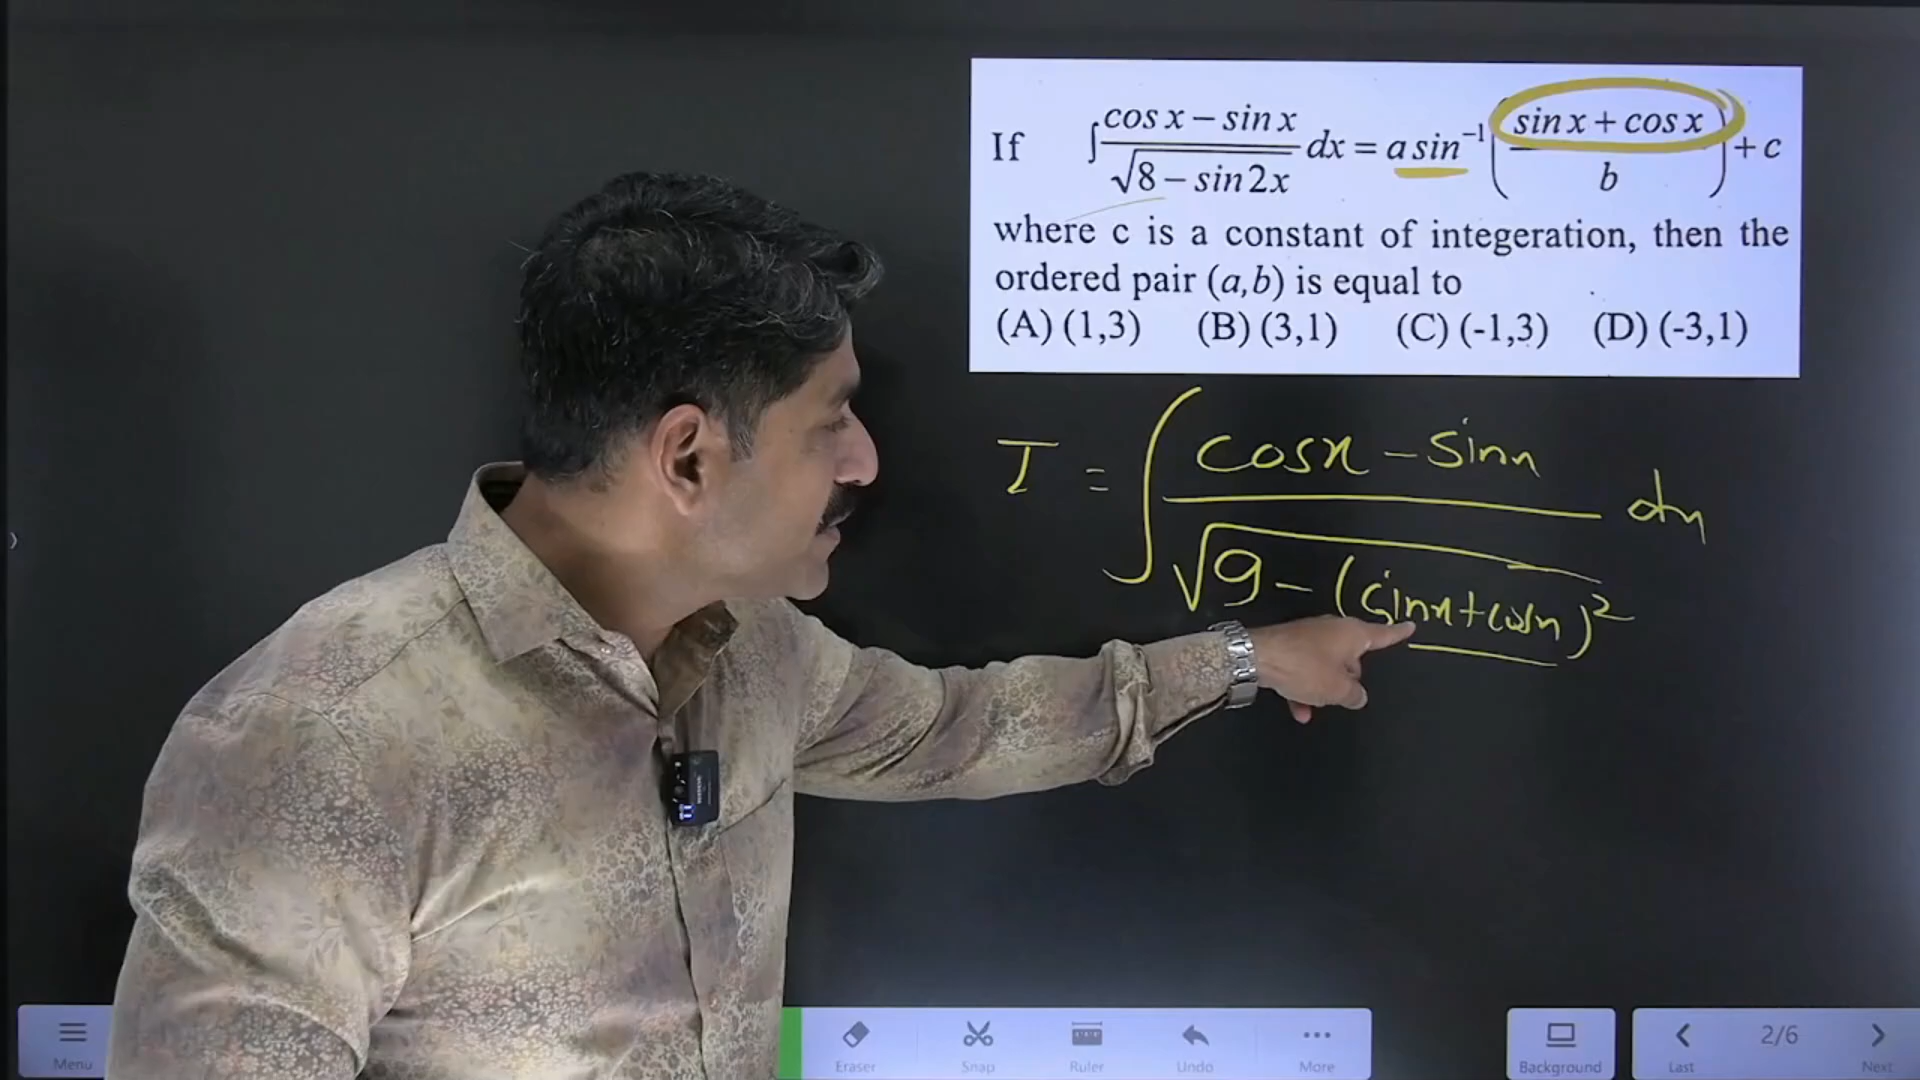 If ∫ (cos x − sin x)/√(8 − sin 2x) dx = a sin⁻¹((sin x + cos x)/b) + c
where c is a constant of integeration, then the
ordered pair (a,b) is equal to
(A) (1,3) (B) (3,1) (C) (-1,3) (D) (-3,1)
I = ∫ (cosx − sinx)/√(9 − (sinx + cosx)²) dx
Menu
Eraser
Snap
Ruler
Undo
More
Background
Last
2/6
Next